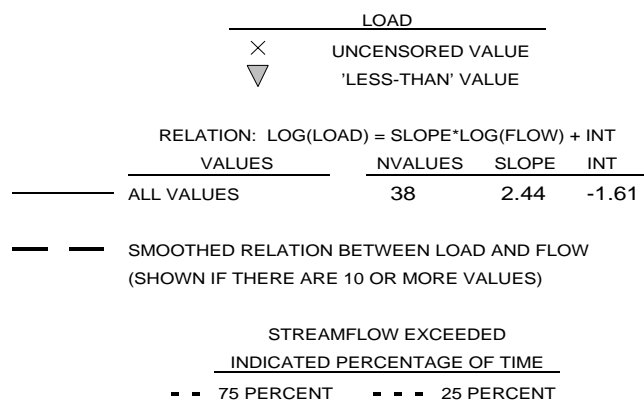 LOAD
UNCENSORED VALUE
'LESS-THAN' VALUE
RELATION: LOG(LOAD) = SLOPE*LOG(FLOW) + INT
VALUES NVALUES SLOPE INT
ALL VALUES 38 2.44 -1.61
SMOOTHED RELATION BETWEEN LOAD AND FLOW
(SHOWN IF THERE ARE 10 OR MORE VALUES)
STREAMFLOW EXCEEDED
INDICATED PERCENTAGE OF TIME
75 PERCENT 25 PERCENT